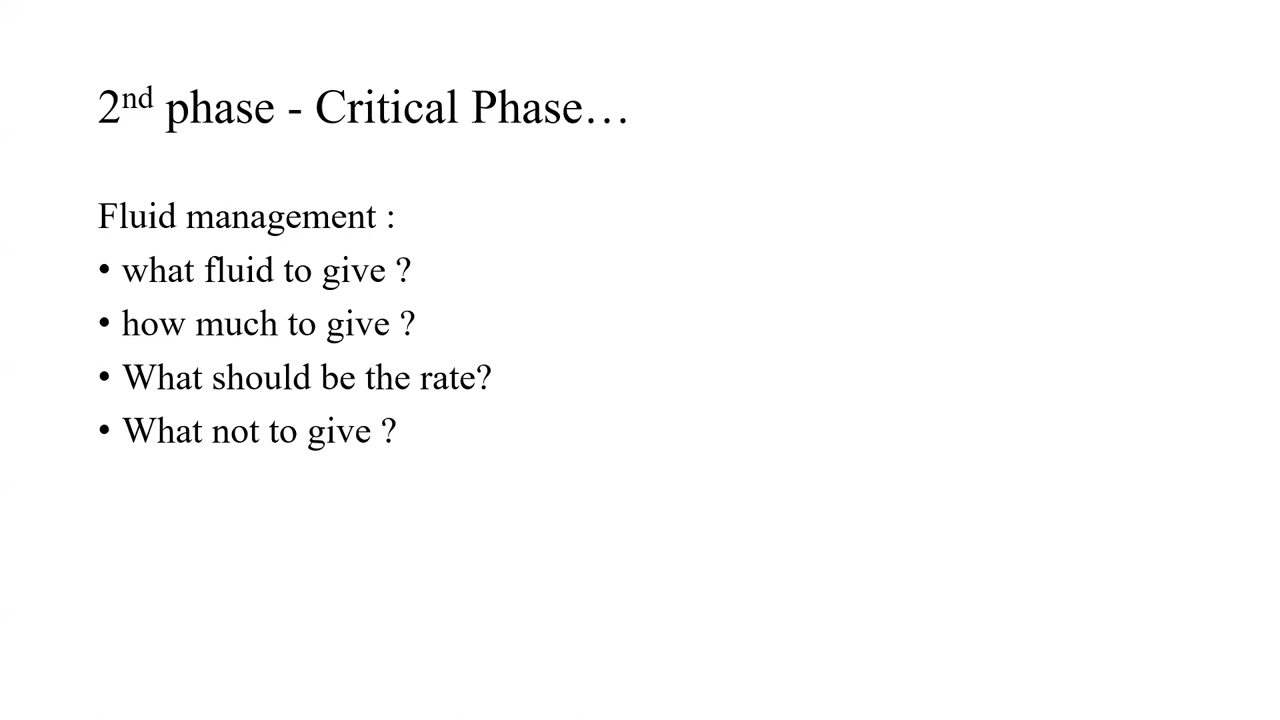 2nd phase - Critical Phase…
Fluid management :
• what fluid to give ?
• how much to give ?
• What should be the rate?
• What not to give ?